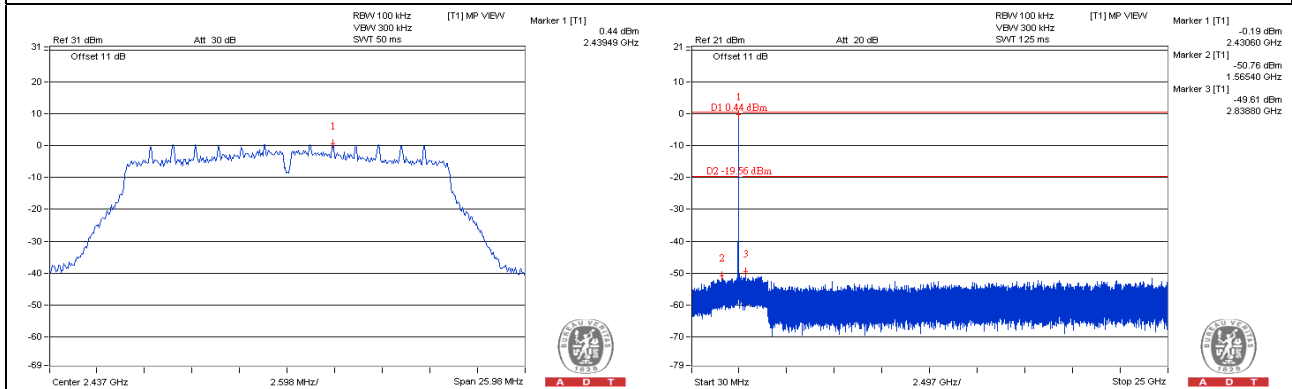 RBW 100 kHz [T1] MP VIEW
VBW 300 kHz
Ref 31 dBm Att 30 dB SWT 50 ms
Marker 1 [T1]
0.44 dBm
2.43949 GHz
31
Offset 11 dB
20
10
0
-10
-20
-30
-40
-50
-60
-69
1
Center 2.437 GHz 2.598 MHz/ Span 25.98 MHz
BUREAU VERITAS
1828
A D T
RBW 100 kHz [T1] MP VIEW
VBW 300 kHz
Ref 21 dBm Att 20 dB SWT 125 ms
Marker 1 [T1]
-0.19 dBm
2.43060 GHz
Marker 2 [T1]
-50.76 dBm
1.56540 GHz
Marker 3 [T1]
-49.61 dBm
2.83880 GHz
21
Offset 11 dB
10
0
-10
-20
-30
-40
-50
-60
-70
-79
1
D1 0.44 dBm
D2 -19.56 dBm
2 3
Start 30 MHz 2.497 GHz/ Stop 25 GHz
BUREAU VERITAS
1828
A D T